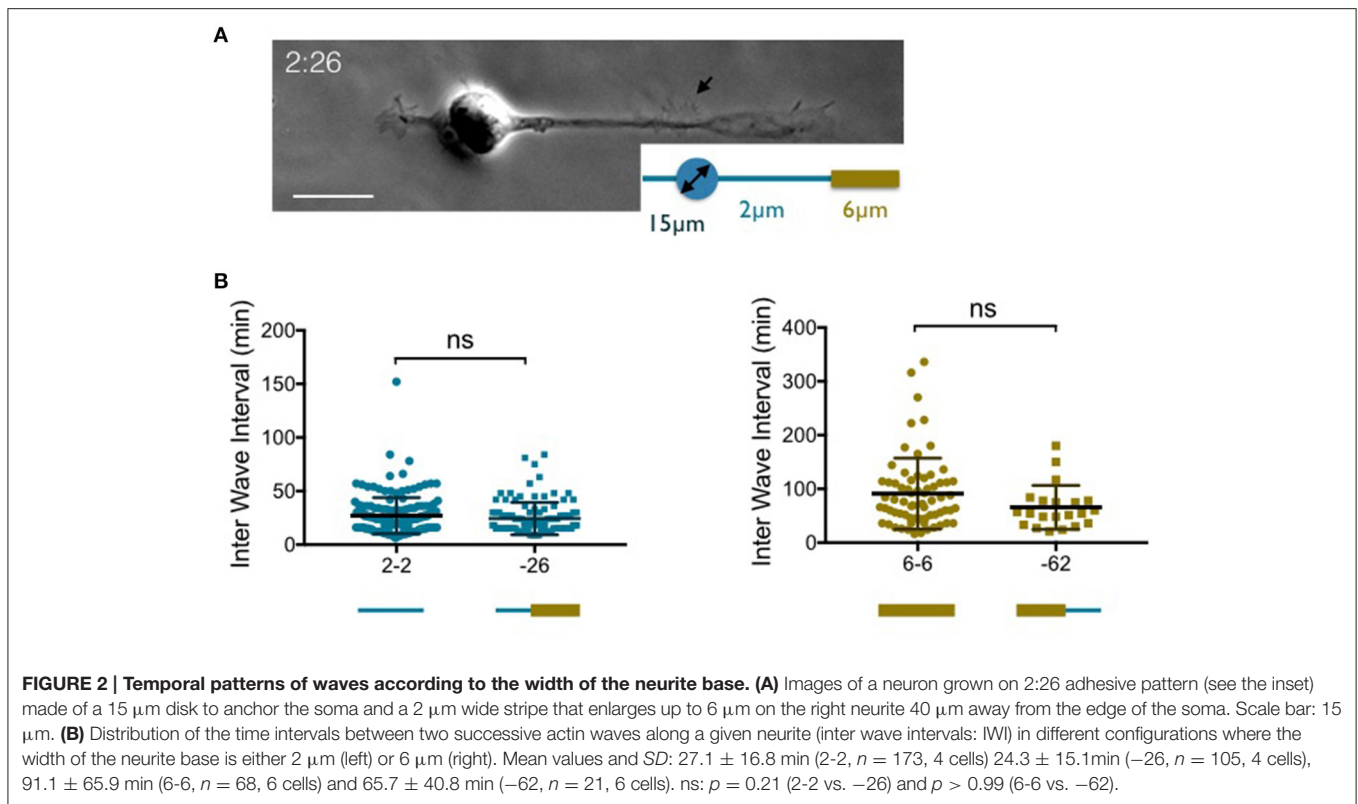 A
2:26
15μm
2μm
6μm
B
Inter Wave Interval (min)
200
150
100
50
0
ns
2-2
-26
Inter Wave Interval (min)
400
300
200
100
0
ns
6-6
-62
FIGURE 2 | Temporal patterns of waves according to the width of the neurite base. (A) Images of a neuron grown on 2:26 adhesive pattern (see the inset)
made of a 15 μm disk to anchor the soma and a 2 μm wide stripe that enlarges up to 6 μm on the right neurite 40 μm away from the edge of the soma. Scale bar: 15
μm. (B) Distribution of the time intervals between two successive actin waves along a given neurite (inter wave intervals: IWI) in different configurations where the
width of the neurite base is either 2 μm (left) or 6 μm (right). Mean values and SD: 27.1 ± 16.8 min (2-2, n = 173, 4 cells) 24.3 ± 15.1min (−26, n = 105, 4 cells),
91.1 ± 65.9 min (6-6, n = 68, 6 cells) and 65.7 ± 40.8 min (−62, n = 21, 6 cells). ns: p = 0.21 (2-2 vs. −26) and p > 0.99 (6-6 vs. −62).